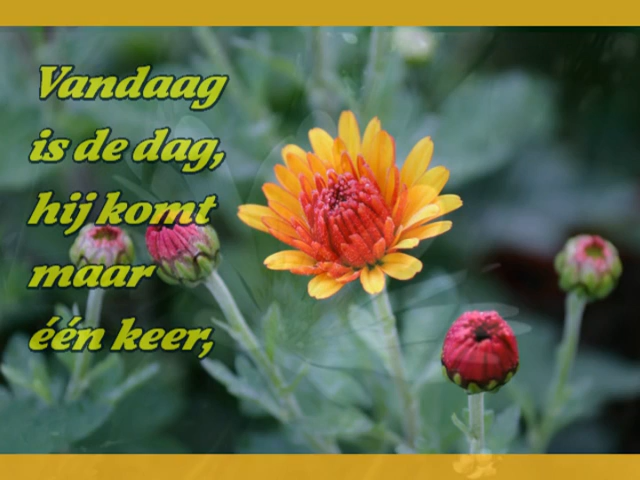 Vandaag
is de dag,
hij komt
maar
één keer,